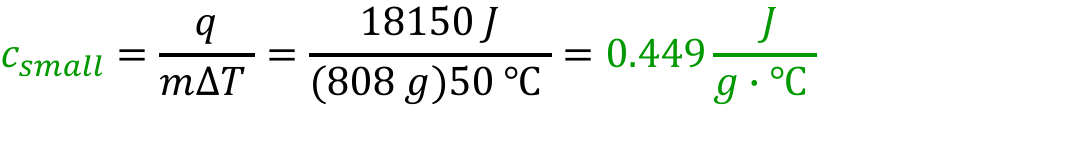 c_small = q / mΔT = 18150 J / (808 g)50 °C = 0.449 J / g · °C